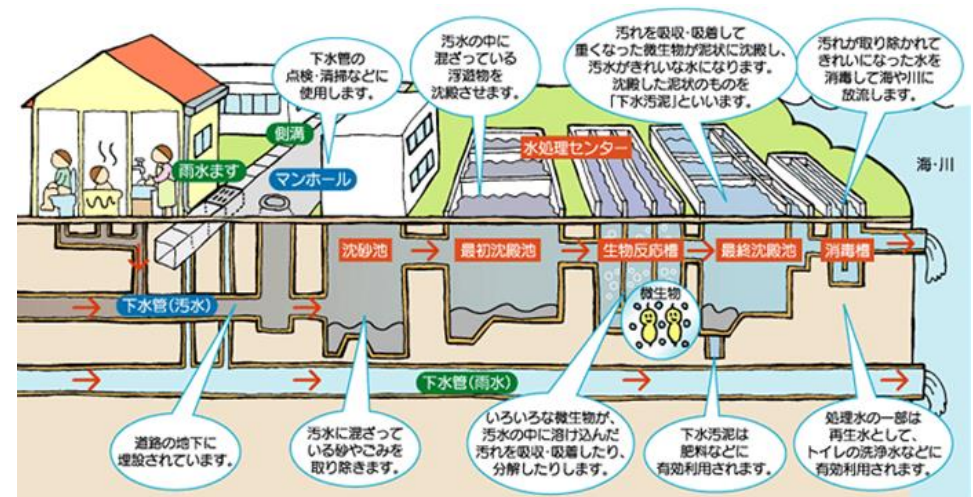 下水管の
点検・清掃などに
使用します。
汚水の中に
混ざっている
浮遊物を
沈殿させます。
汚れを吸収・吸着して
重くなった微生物が泥状に沈殿し、
汚水がきれいな水になります。
沈殿した泥状のものを
「下水汚泥」といいます。
汚れが取り除かれて
きれいになった水を
消毒して海や川に
放流します。
側溝
雨水ます
マンホール
水処理センター
海・川
沈砂池
最初沈殿池
生物反応槽
最終沈殿池
消毒槽
微生物
下水管(汚水)
下水管(雨水)
道路の地下に
埋設されています。
汚水に混ざって
いる砂やごみを
取り除きます。
いろいろな微生物が、
汚水の中に溶け込んだ
汚れを吸収・吸着したり、
分解したりします。
下水汚泥は
肥料などに
有効利用されます。
処理水の一部は
再生水として、
トイレの洗浄水などに
有効利用されます。